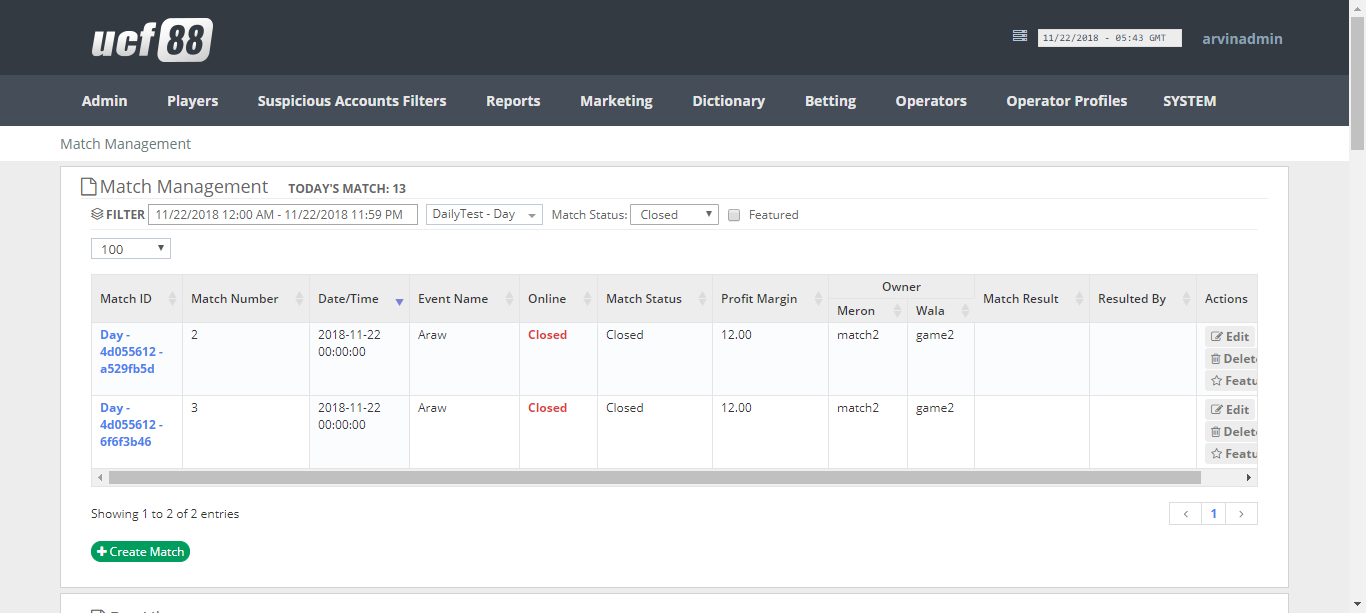 ucf 88
11/22/2018 - 05:43 GMT
arvinadmin
Admin Players Suspicious Accounts Filters Reports Marketing Dictionary Betting Operators Operator Profiles SYSTEM
Match Management
Match Management TODAY'S MATCH: 13
FILTER 11/22/2018 12:00 AM - 11/22/2018 11:59 PM DailyTest - Day Match Status: Closed Featured
100
Match ID Match Number Date/Time Event Name Online Match Status Profit Margin Owner Match Result Resulted By Actions
Meron Wala
Day - 2 2018-11-22 Araw Closed Closed 12.00 match2 game2 Edit
4d055612 - 00:00:00 Delete
a529fb5d Featu
Day - 3 2018-11-22 Araw Closed Closed 12.00 match2 game2 Edit
4d055612 - 00:00:00 Delete
6f6f3b46 Featu
Showing 1 to 2 of 2 entries
1
Create Match